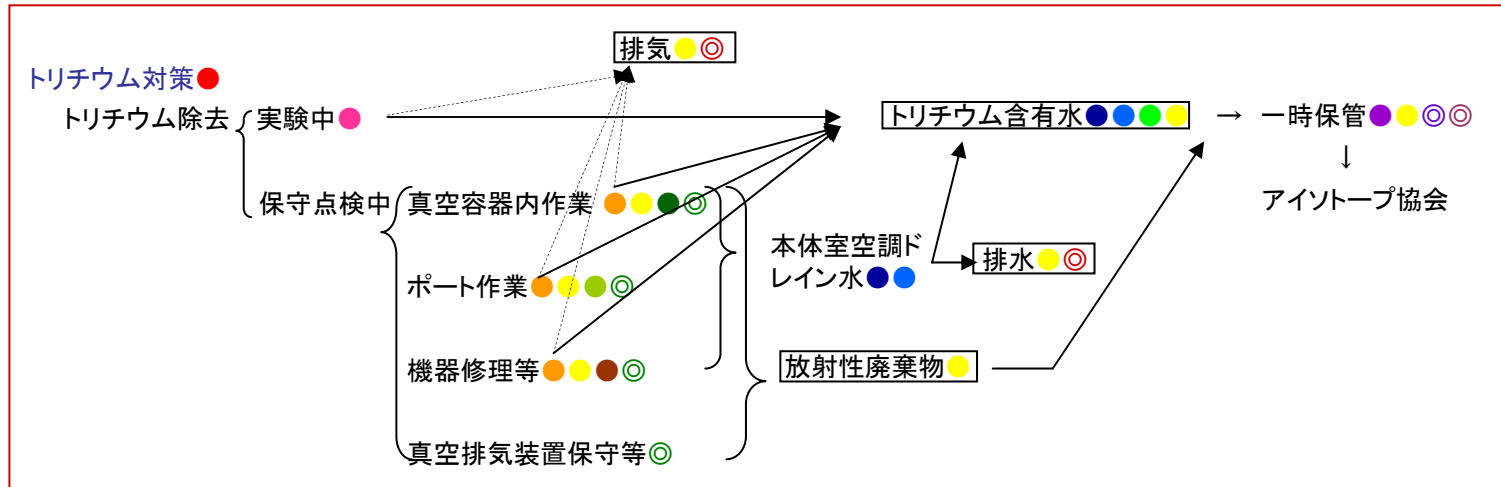 排気●◎
トリチウム対策●
トリチウム除去
実験中●
トリチウム含有水●●●●
→
一時保管●●◎◎
↓
アイソトープ協会
保守点検中
真空容器内作業 ●●●◎
本体室空調ド
レイン水●●
排水●◎
ポート作業●●●◎
機器修理等●●●◎
放射性廃棄物●
真空排気装置保守等◎